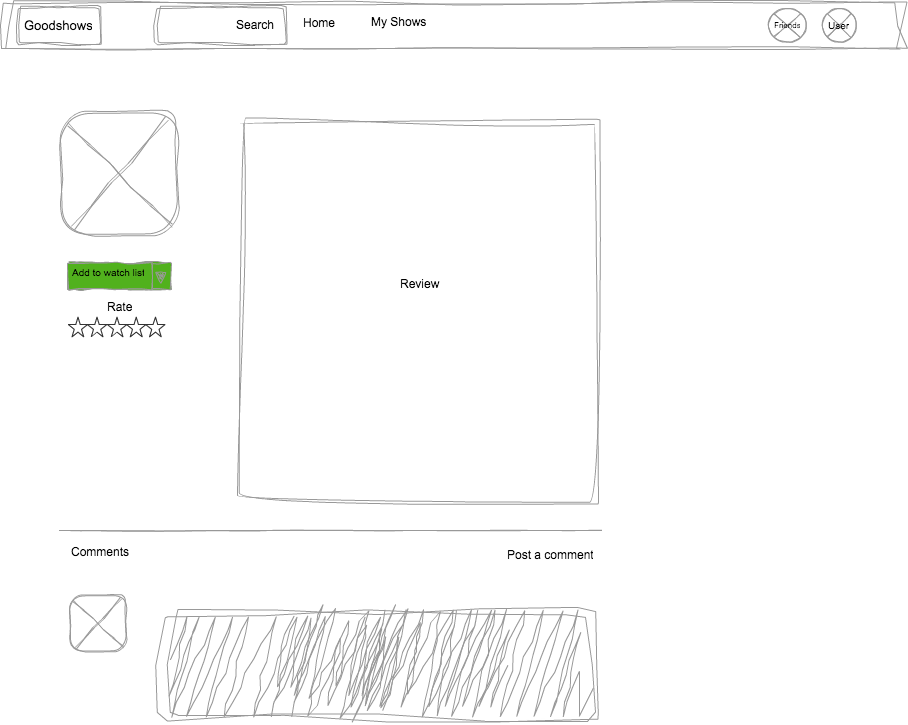 Goodshows
Search
Home
My Shows
Friends
User
Add to watch list
Rate
Review
Comments
Post a comment